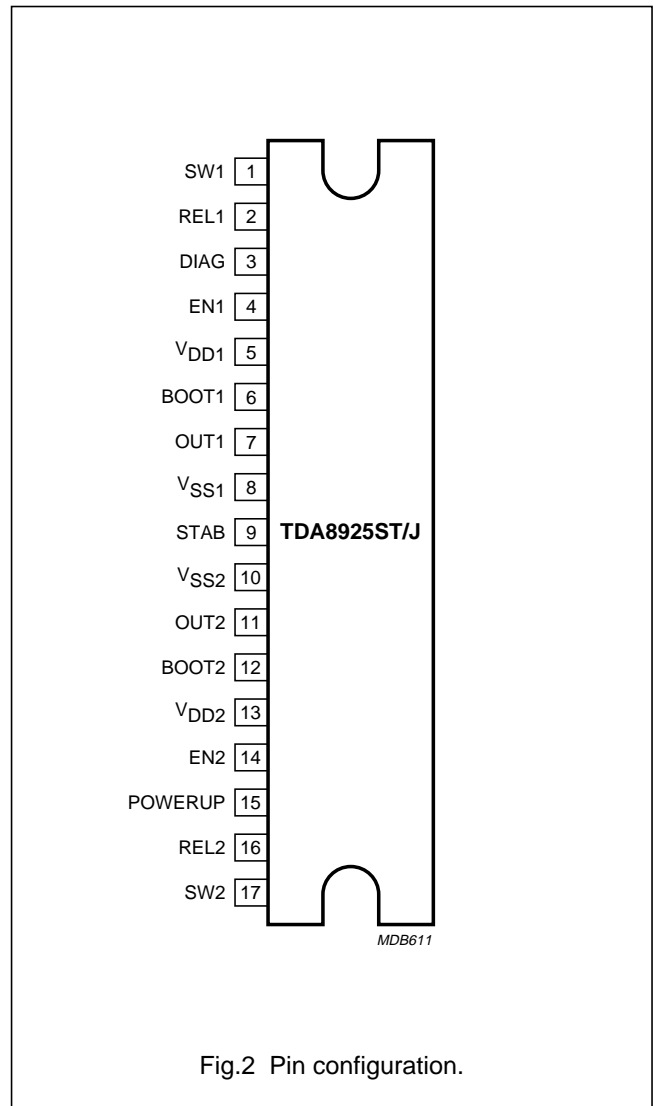 SW1 1
REL1 2
DIAG 3
EN1 4
VDD1 5
BOOT1 6
OUT1 7
VSS1 8
STAB 9 TDA8925ST/J
VSS2 10
OUT2 11
BOOT2 12
VDD2 13
EN2 14
POWERUP 15
REL2 16
SW2 17
MDB611
Fig.2 Pin configuration.